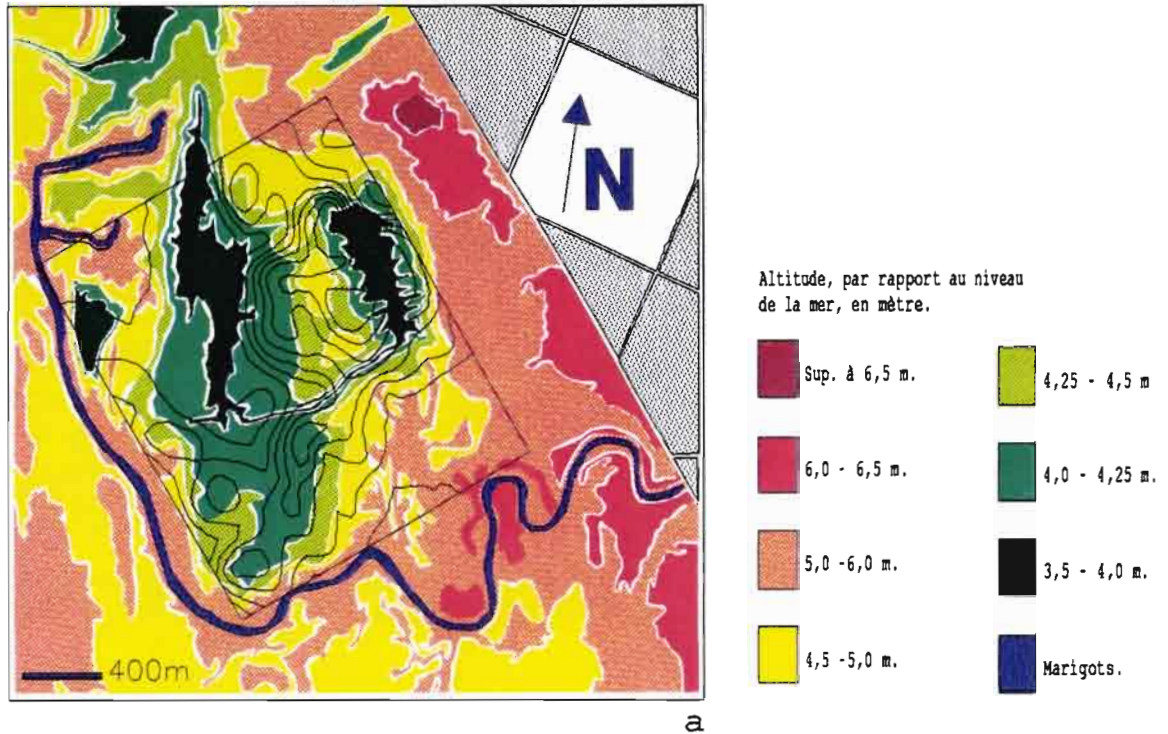 N
400m
a
Altitude, par rapport au niveau
de la mer, en mètre.
Sup. à 6,5 m.
6,0 - 6,5 m.
5,0 -6,0 m.
4,5 -5,0 m.
4,25 - 4,5 m
4,0 - 4,25 m.
3,5 - 4,0 m.
Marigots.